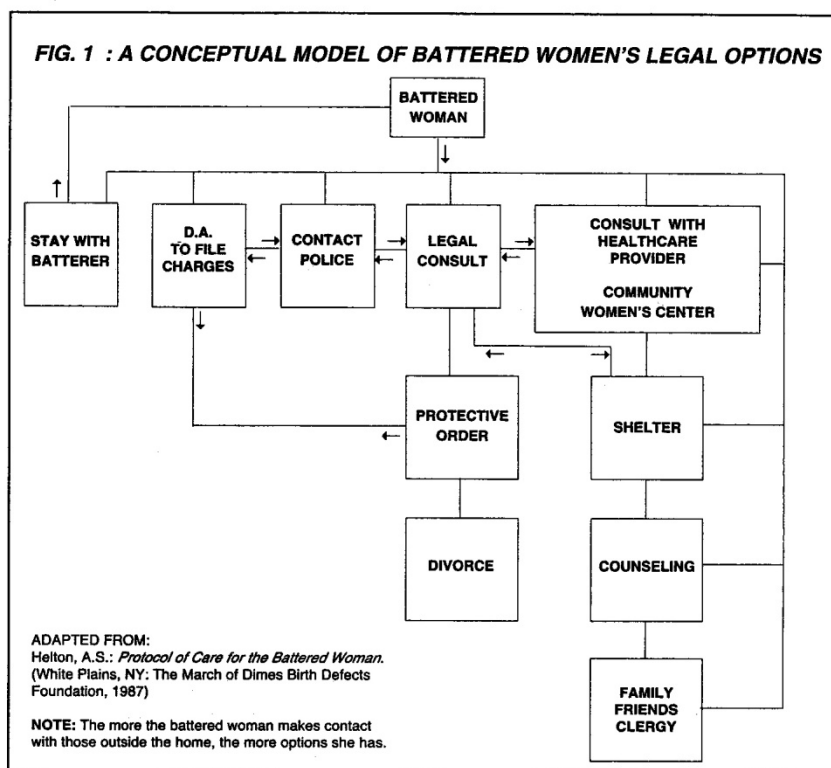 FIG. 1 : A CONCEPTUAL MODEL OF BATTERED WOMEN'S LEGAL OPTIONS
BATTERED
WOMAN
STAY WITH
BATTERER
D.A.
TO FILE
CHARGES
CONTACT
POLICE
LEGAL
CONSULT
CONSULT WITH
HEALTHCARE
PROVIDER
COMMUNITY
WOMEN'S CENTER
PROTECTIVE
ORDER
SHELTER
DIVORCE
COUNSELING
FAMILY
FRIENDS
CLERGY
ADAPTED FROM:
Helton, A.S.: Protocol of Care for the Battered Woman.
(White Plains, NY: The March of Dimes Birth Defects
Foundation, 1987)
NOTE: The more the battered woman makes contact
with those outside the home, the more options she has.